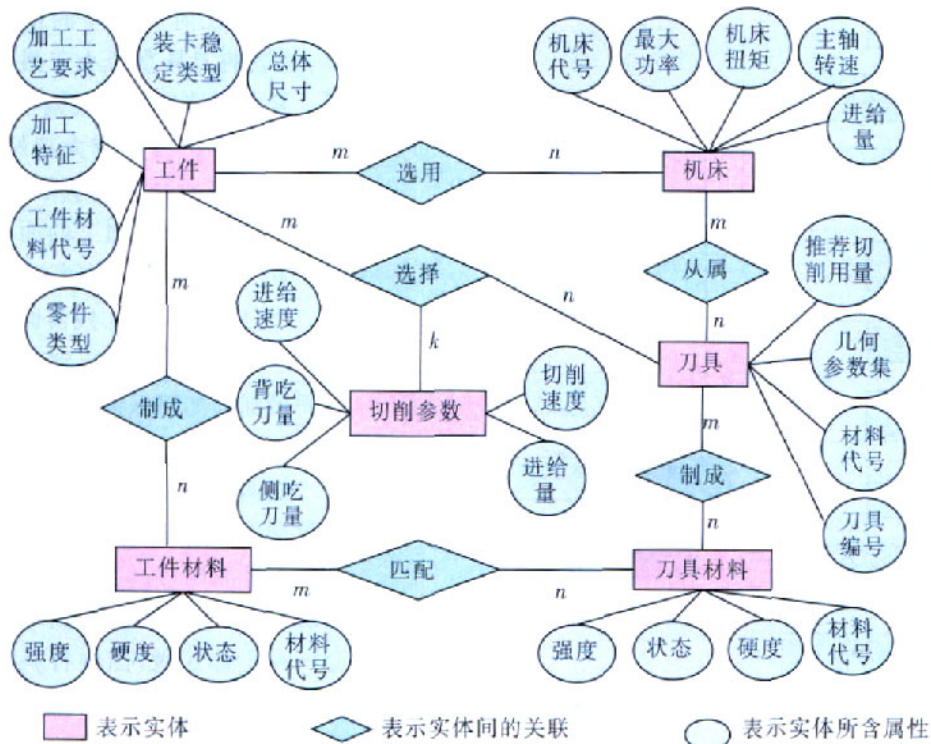 加工工
艺要求
装卡稳
定类型
总体
尺寸
机床
代号
最大
功率
机床
扭矩
主轴
转速
进给
量
加工
特征
工件
m
选用
n
机床
工件材
料代号
m
m
推荐切
削用量
选择
从属
零件
类型
m
进给
速度
n
n
k
刀具
几何
参数集
制成
背吃
刀量
切削参数
切削
速度
m
材料
代号
侧吃
刀量
进给
量
制成
n
n
刀具
编号
工件材料
m
匹配
n
刀具材料
强度
硬度
状态
材料
代号
强度
状态
硬度
材料
代号
表示实体
表示实体间的关联
表示实体所含属性